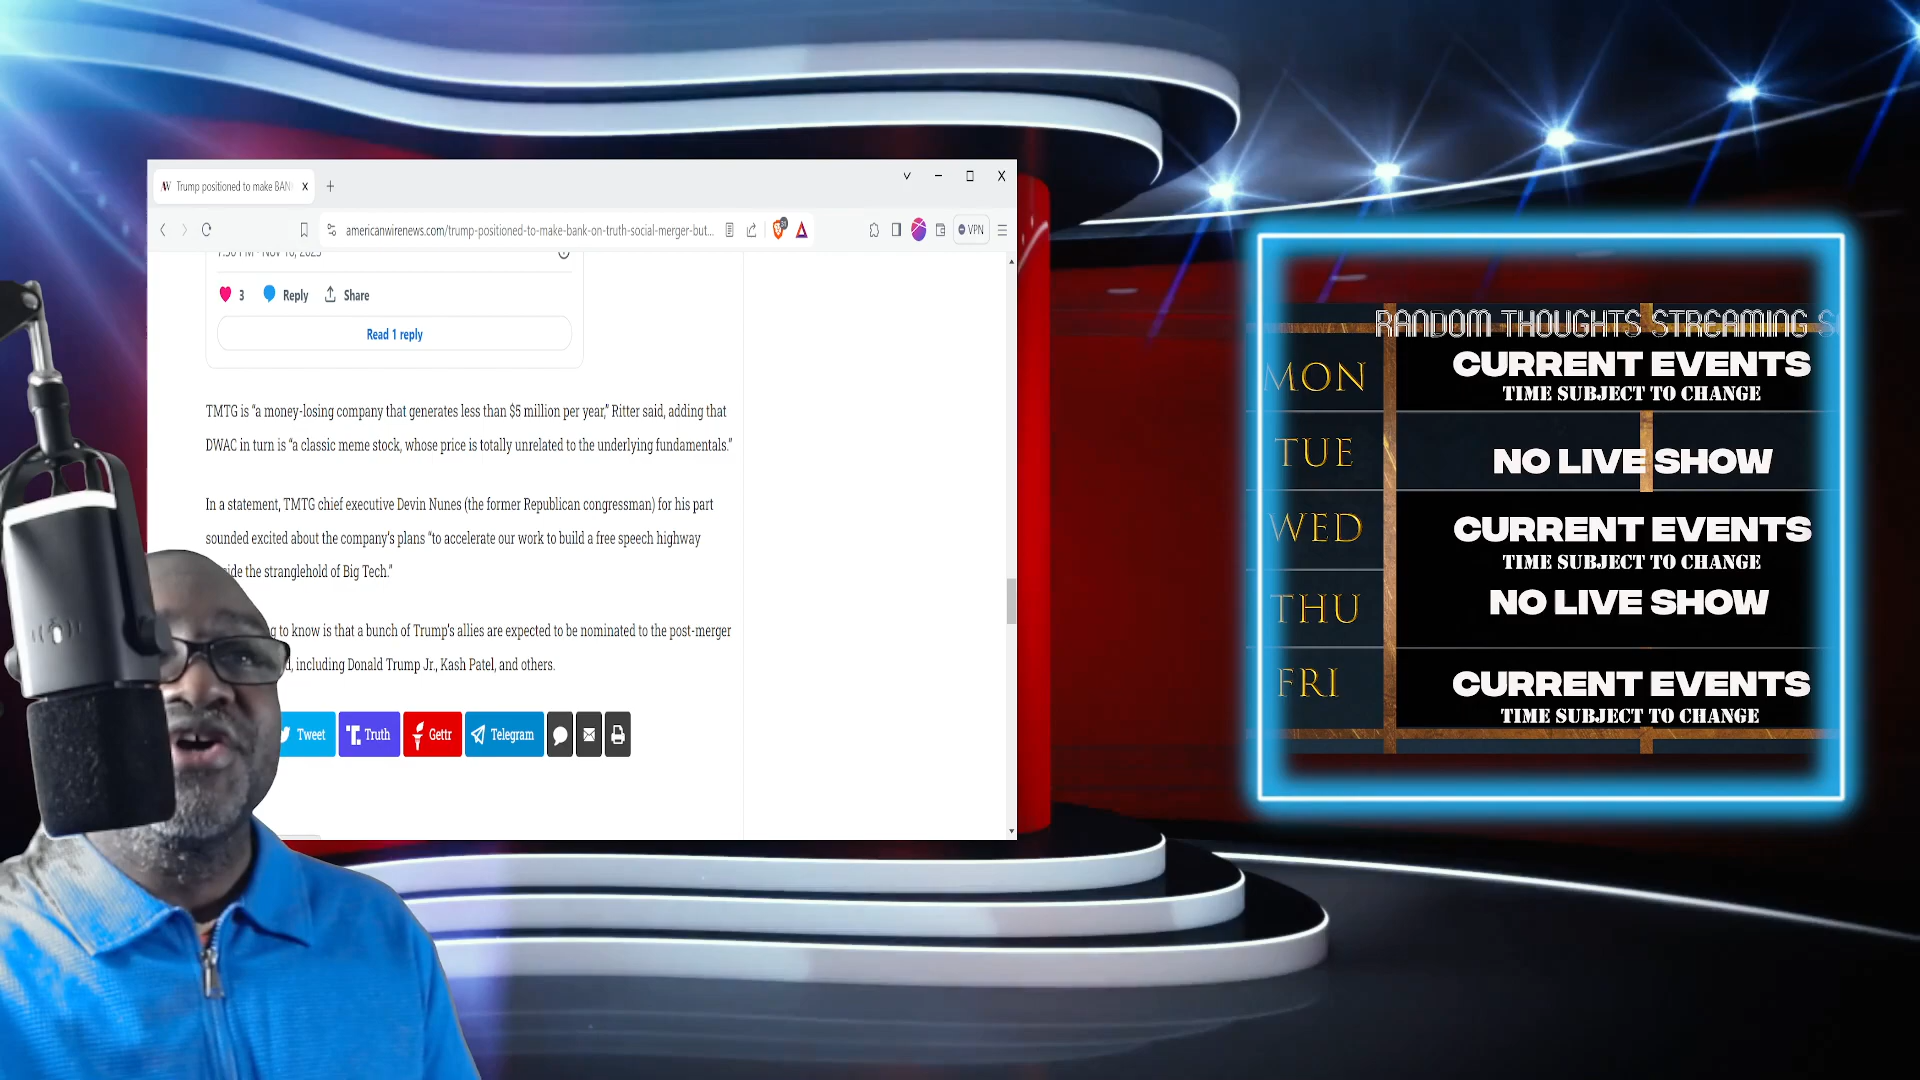 Trump positioned to make BAN
americanwirenews.com/trump-positioned-to-make-bank-on-truth-social-merger-but...
VPN
3 Reply Share
Read 1 reply
TMTG is “a money-losing company that generates less than $5 million per year,” Ritter said, adding that
DWAC in turn is “a classic meme stock, whose price is totally unrelated to the underlying fundamentals.”
In a statement, TMTG chief executive Devin Nunes (the former Republican congressman) for his part
sounded excited about the company’s plans “to accelerate our work to build a free speech highway
the stranglehold of Big Tech.”
to know is that a bunch of Trump’s allies are expected to be nominated to the post-merger
including Donald Trump Jr., Kash Patel, and others.
Tweet Truth Gettr Telegram
RANDOM THOUGHTS STREAMING S
MON CURRENT EVENTS
TIME SUBJECT TO CHANGE
TUE NO LIVE SHOW
WED CURRENT EVENTS
TIME SUBJECT TO CHANGE
THU NO LIVE SHOW
FRI CURRENT EVENTS
TIME SUBJECT TO CHANGE